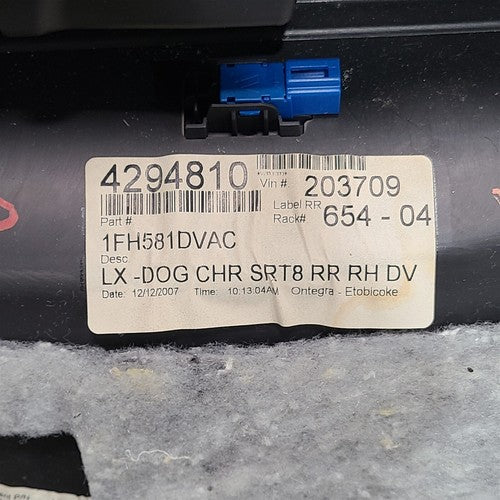 4294810 Vin # 203709
Part # Label RR
Rack# 654 - 04
1FH581DVAC
Desc.
LX -DOG CHR SRT8 RR RH DV
Date: 12/12/2007 Time: 10:13:04AM Ontegra - Etobicoke